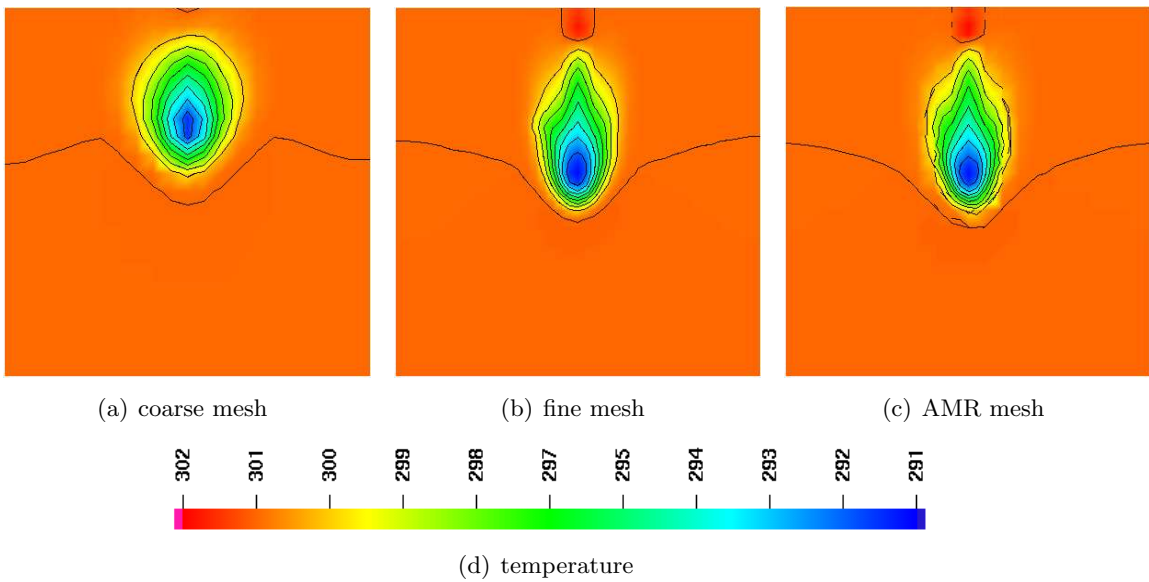 (a) coarse mesh
(b) fine mesh
(c) AMR mesh
302 301 300 299 298 297 295 294 293 292 291
(d) temperature